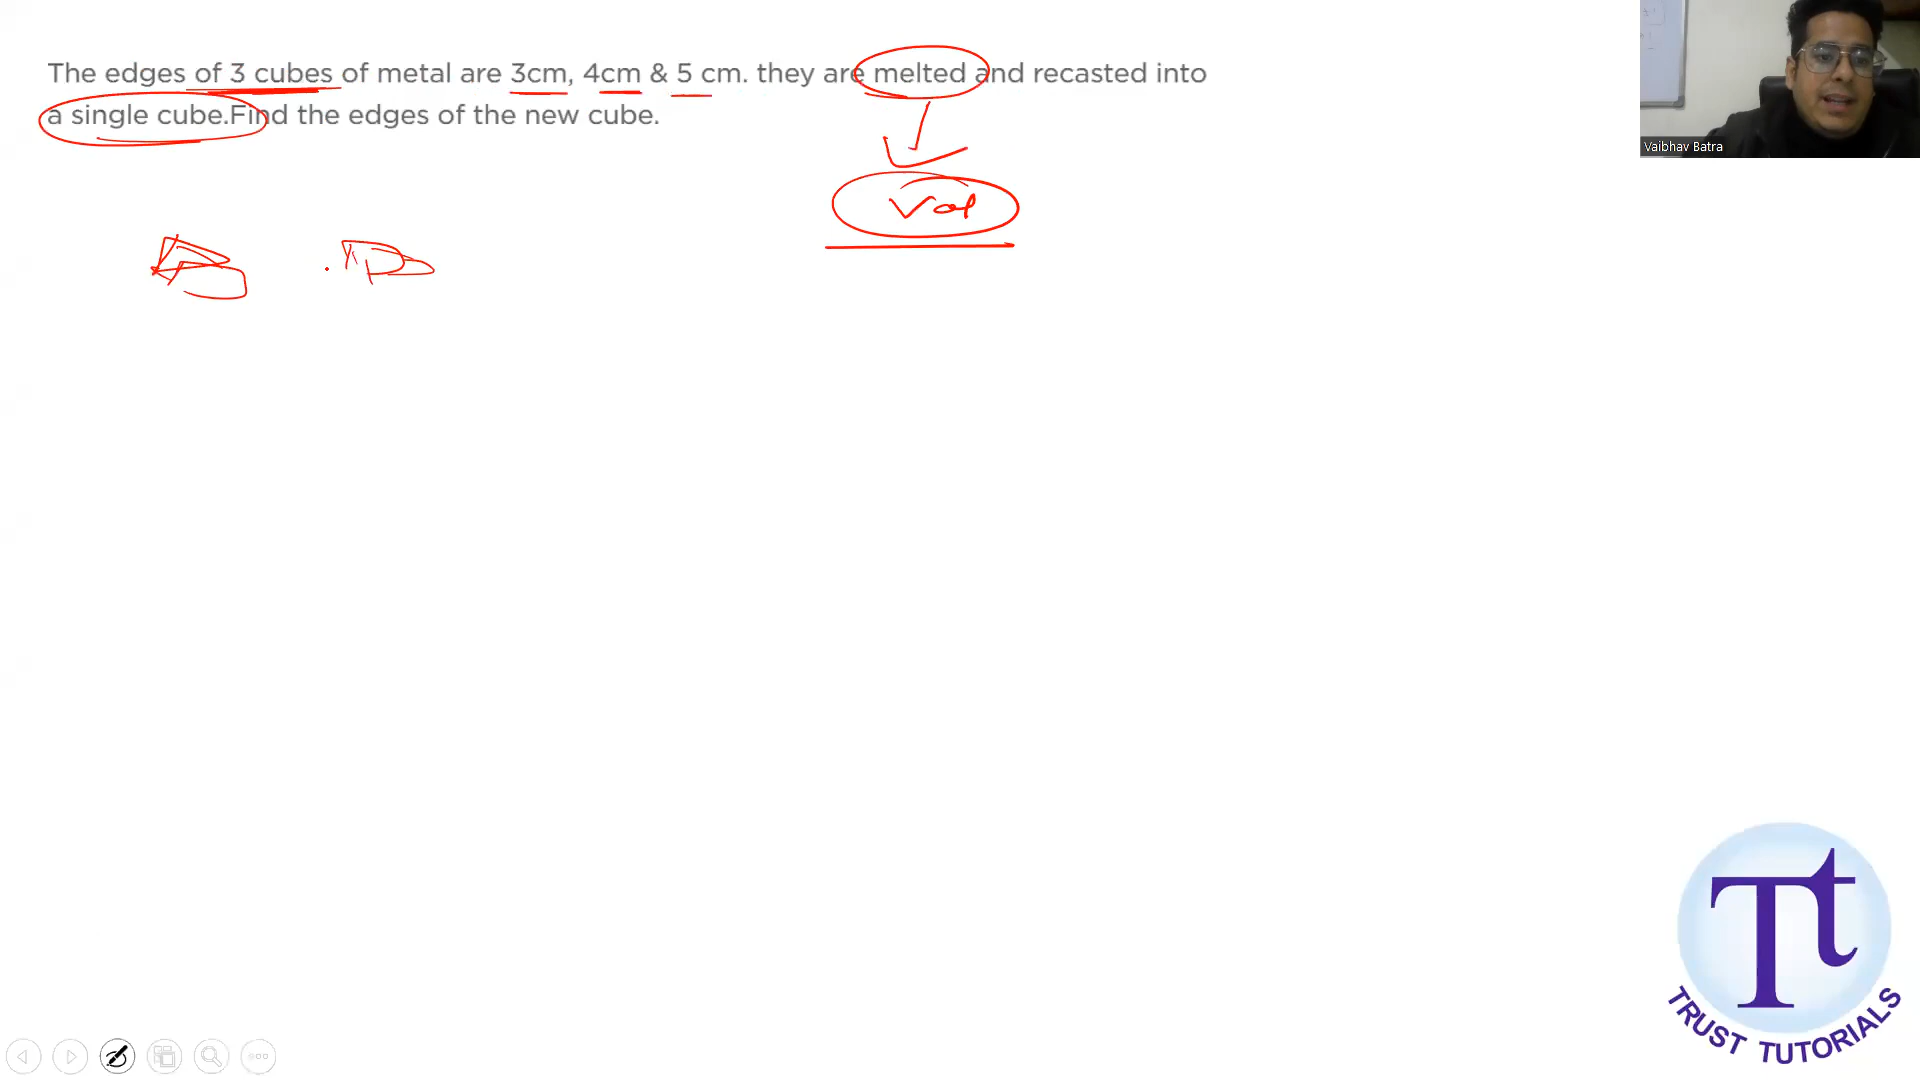 The edges of 3 cubes of metal are 3cm, 4cm & 5 cm. they are melted and recasted into
a single cube.Find the edges of the new cube.
Vol
Vaibhav Batra
Tt
TRUST TUTORIALS